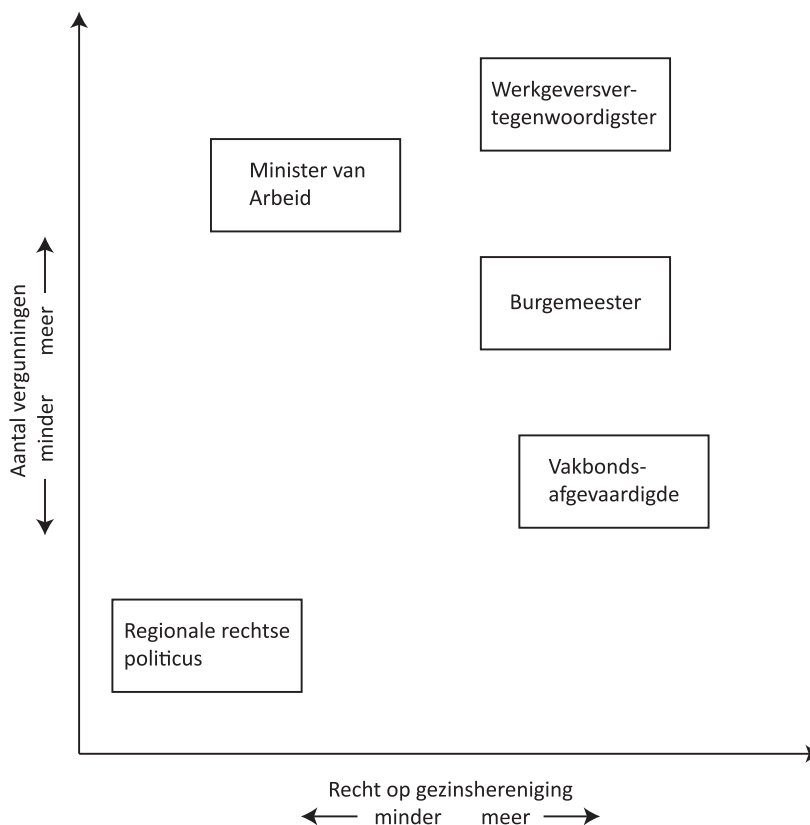 Werkgeversver-
tegenwoordigster
Minister van
Arbeid
Burgemeester
Vakbonds-
afgevaardigde
Regionale rechtse
politicus
Aantal vergunningen
minder meer
Recht op gezinshereniging
minder meer